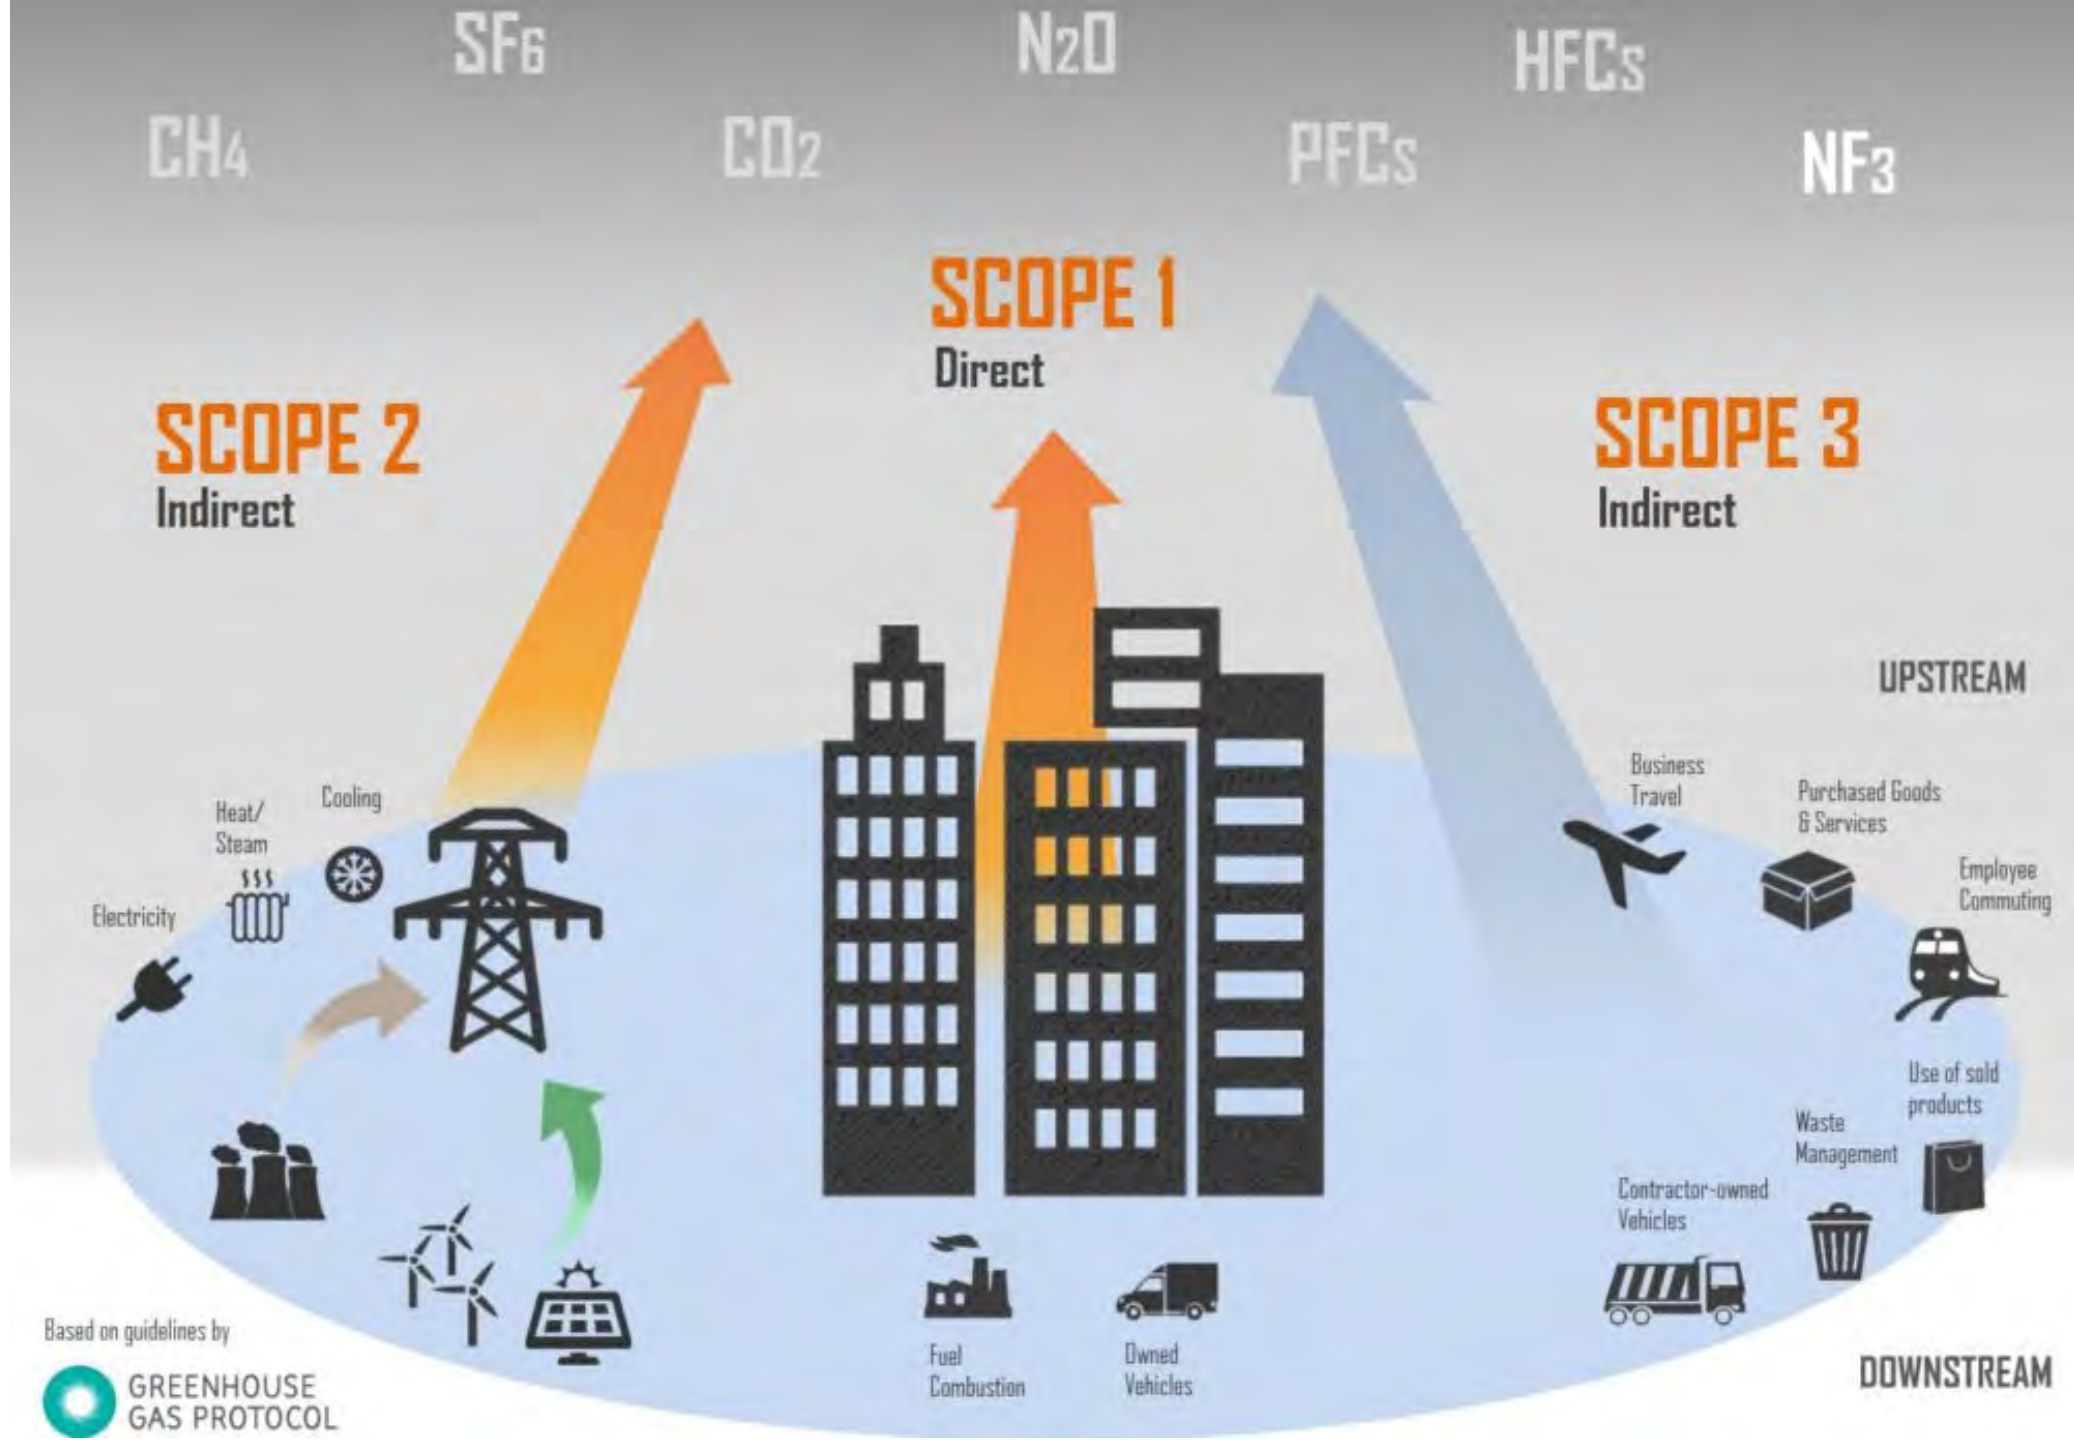 SF6
N2O
HFCs
CH4
CO2
PFCs
NF3
SCOPE 1
Direct
SCOPE 2
Indirect
SCOPE 3
Indirect
UPSTREAM
Business
Travel
Purchased Goods
& Services
Employee
Commuting
Cooling
Heat/
Steam
Electricity
Use of sold
products
Waste
Management
Contractor-owned
Vehicles
Fuel
Combustion
Owned
Vehicles
DOWNSTREAM
Based on guidelines by
GREENHOUSE
GAS PROTOCOL